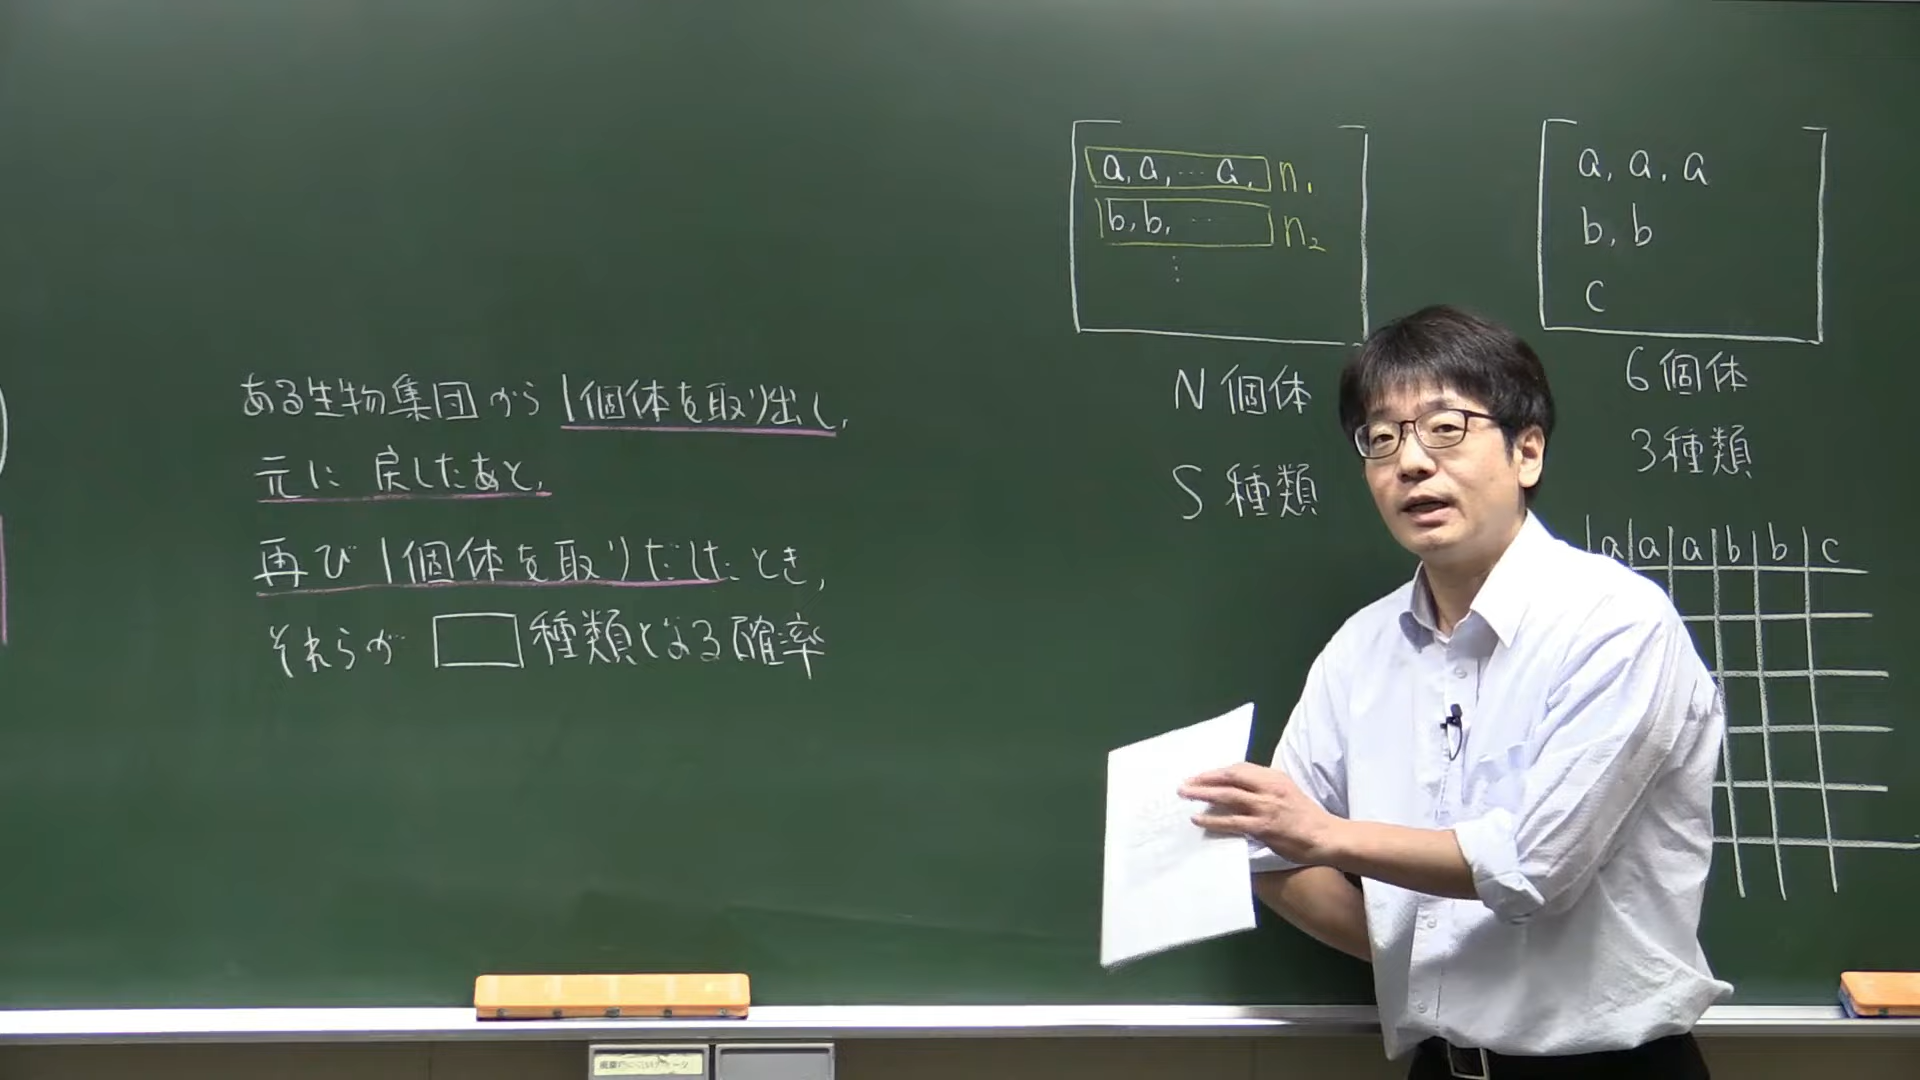 ある生物集団から1個体を取り出し,
元に戻したあと,
再び1個体を取りだしたとき,
それらが□種類となる確率
a, a, … a, n₁
b, b, … n₂
⋮
N個体
S種類
a, a, a
b, b
c
6個体
3種類
a a a b b c